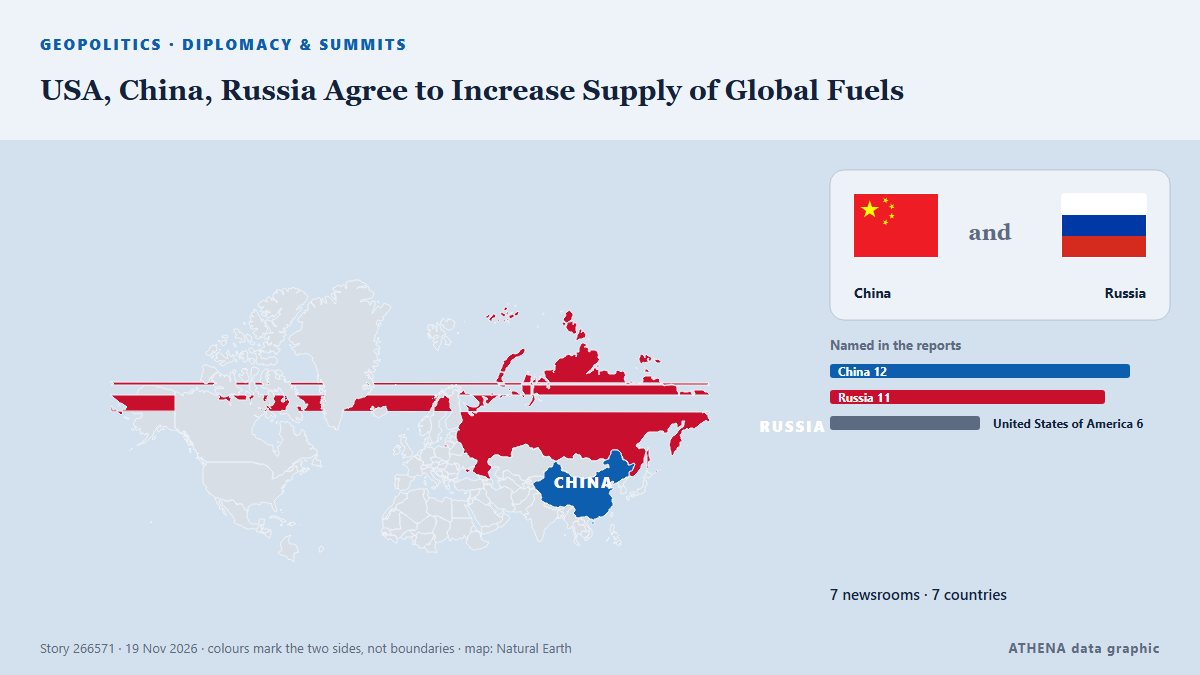 GEOPOLITICS · DIPLOMACY & SUMMITS
USA, China, Russia Agree to Increase Supply of Global Fuels
and
China
Russia
Named in the reports
China 12
Russia 11
United States of America 6
RUSSIA
CHINA
7 newsrooms · 7 countries
Story 266571 · 19 Nov 2026 · colours mark the two sides, not boundaries · map: Natural Earth
ATHENA data graphic